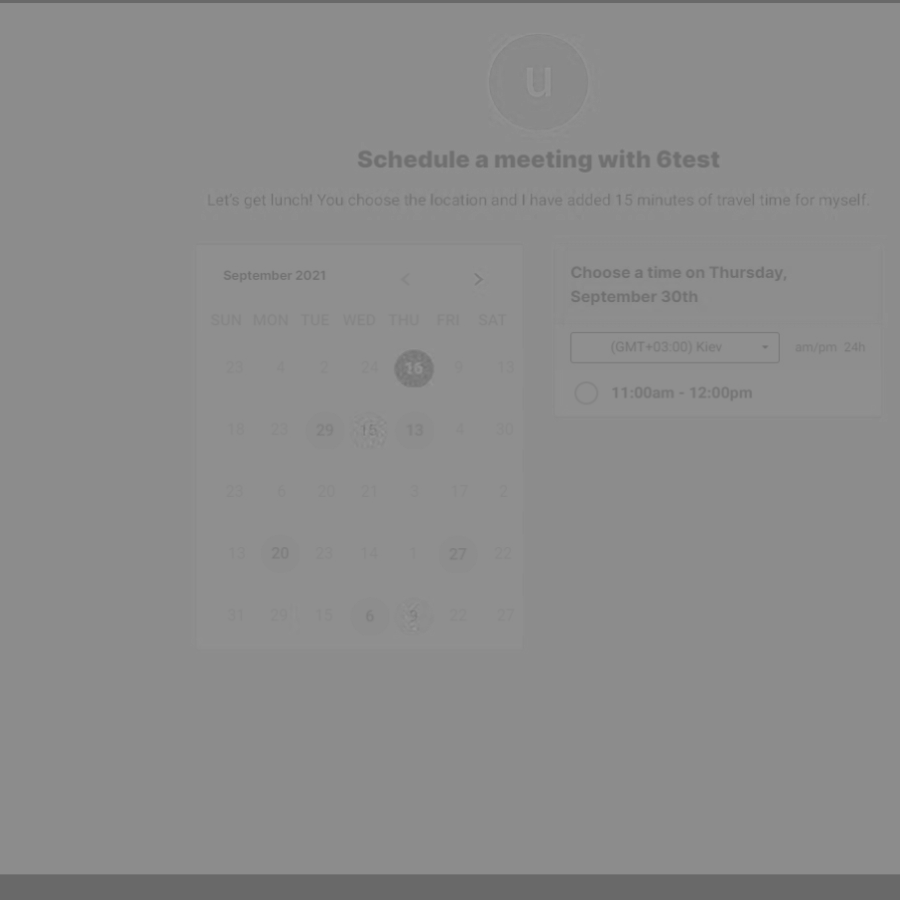 u
Schedule a meeting with 6test
Let's get lunch! You choose the location and I have added 15 minutes of travel time for myself.
September 2021
SUN MON TUE WED THU FRI SAT
23 4 2 24 16 9 13
18 23 29 15 13 4 30
23 6 20 21 3 17 2
13 20 23 14 1 27 22
31 29 15 6 9 22 27
Choose a time on Thursday,
September 30th
(GMT+03:00) Kiev am/pm 24h
11:00am - 12:00pm